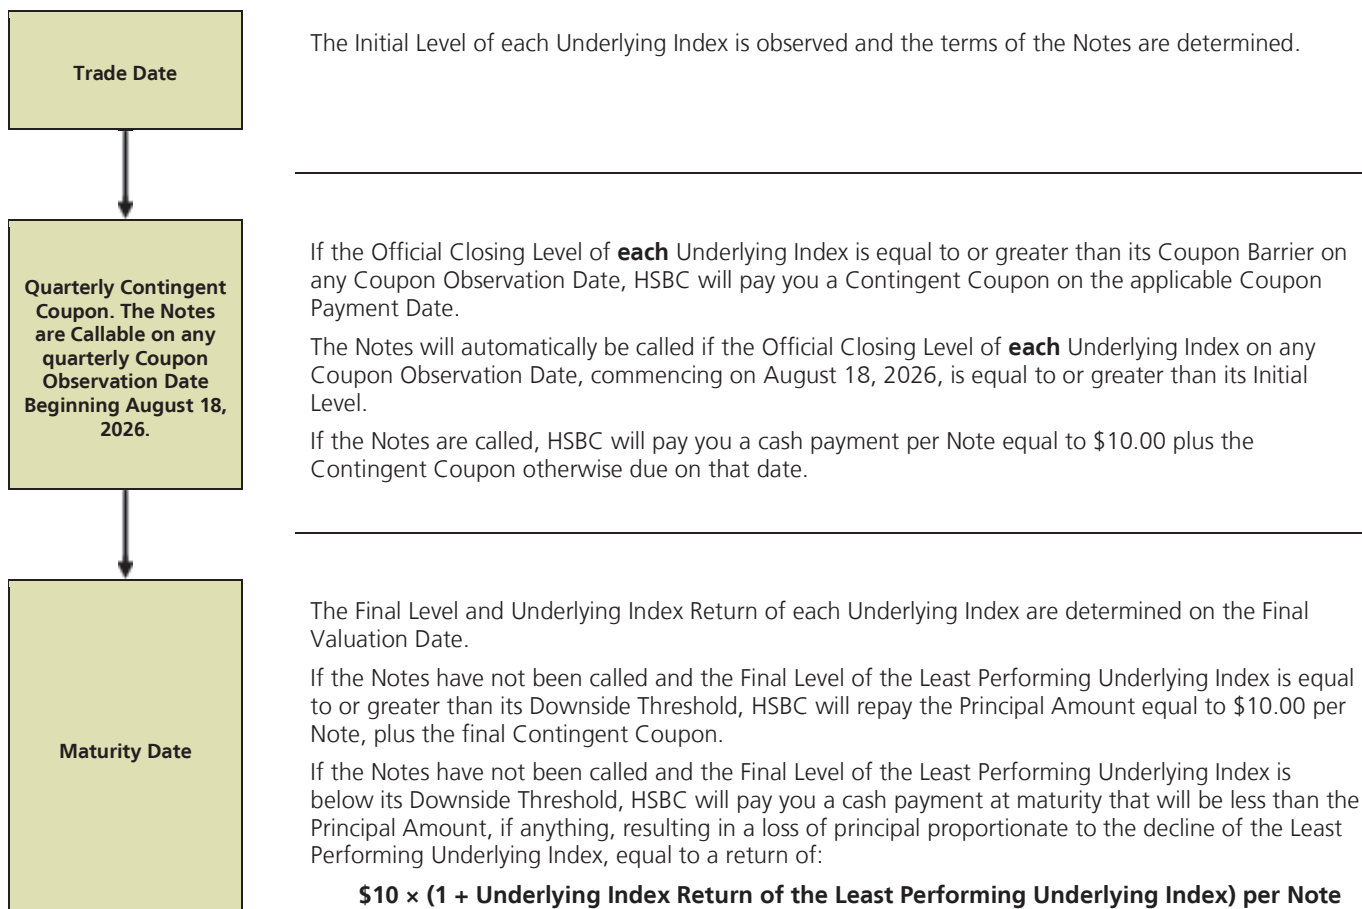 Trade Date
The Initial Level of each Underlying Index is observed and the terms of the Notes are determined.
Quarterly Contingent
Coupon. The Notes
are Callable on any
quarterly Coupon
Observation Date
Beginning August 18,
2026.
If the Official Closing Level of each Underlying Index is equal to or greater than its Coupon Barrier on
any Coupon Observation Date, HSBC will pay you a Contingent Coupon on the applicable Coupon
Payment Date.
The Notes will automatically be called if the Official Closing Level of each Underlying Index on any
Coupon Observation Date, commencing on August 18, 2026, is equal to or greater than its Initial
Level.
If the Notes are called, HSBC will pay you a cash payment per Note equal to $10.00 plus the
Contingent Coupon otherwise due on that date.
Maturity Date
The Final Level and Underlying Index Return of each Underlying Index are determined on the Final
Valuation Date.
If the Notes have not been called and the Final Level of the Least Performing Underlying Index is equal
to or greater than its Downside Threshold, HSBC will repay the Principal Amount equal to $10.00 per
Note, plus the final Contingent Coupon.
If the Notes have not been called and the Final Level of the Least Performing Underlying Index is
below its Downside Threshold, HSBC will pay you a cash payment at maturity that will be less than the
Principal Amount, if anything, resulting in a loss of principal proportionate to the decline of the Least
Performing Underlying Index, equal to a return of:
$10 × (1 + Underlying Index Return of the Least Performing Underlying Index) per Note